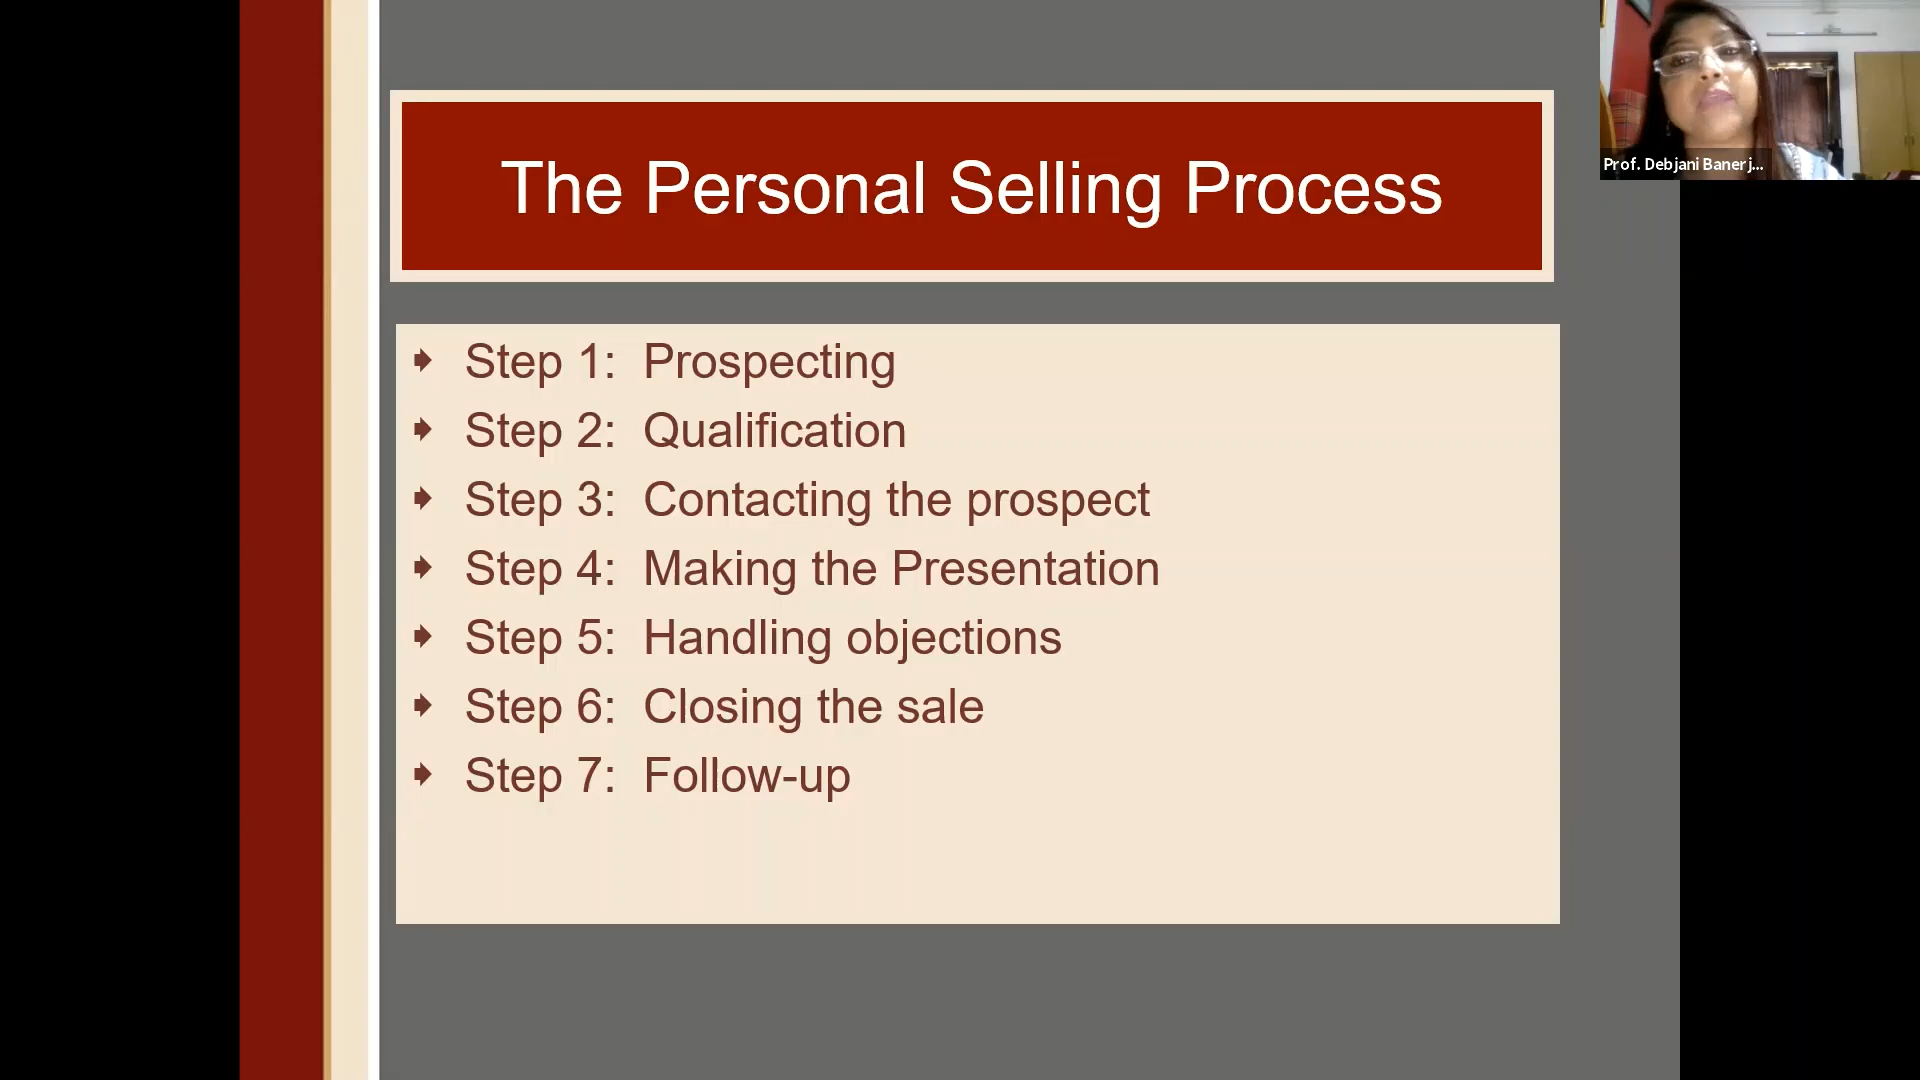 The Personal Selling Process
Step 1: Prospecting
Step 2: Qualification
Step 3: Contacting the prospect
Step 4: Making the Presentation
Step 5: Handling objections
Step 6: Closing the sale
Step 7: Follow-up
Prof. Debjani Banerj...